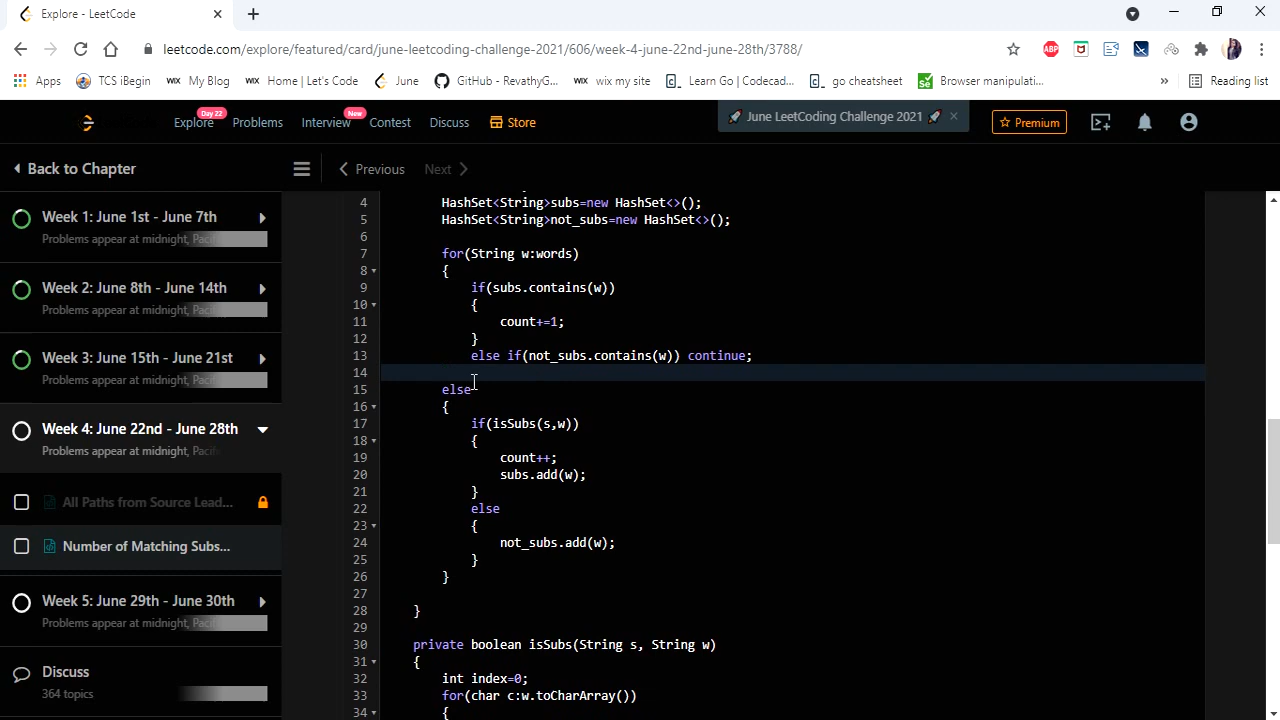 Explore - LeetCode
leetcode.com/explore/featured/card/june-leetcoding-challenge-2021/606/week-4-june-22nd-june-28th/3788/
ABP
Apps TCS iBegin WIX My Blog WIX Home | Let's Code June GitHub - RevathyG... WIX wix my site Learn Go | Codecad... go cheatsheet Se Browser manipulati... » Reading list
Day 22 New
Explore Problems Interview Contest Discuss Store June LeetCoding Challenge 2021 Premium
Back to Chapter Previous Next
Week 1: June 1st - June 7th
Problems appear at midnight,
Week 2: June 8th - June 14th
Problems appear at midnight,
Week 3: June 15th - June 21st
Problems appear at midnight,
Week 4: June 22nd - June 28th
Problems appear at midnight,
All Paths from Source Lead...
Number of Matching Subs...
Week 5: June 29th - June 30th
Problems appear at midnight,
Discuss
364 topics
4 HashSet<String>subs=new HashSet<>();
5 HashSet<String>not_subs=new HashSet<>();
6
7 for(String w:words)
8 {
9 if(subs.contains(w))
10 {
11 count+=1;
12 }
13 else if(not_subs.contains(w)) continue;
14
15 else
16 {
17 if(isSubs(s,w))
18 {
19 count++;
20 subs.add(w);
21 }
22 else
23 {
24 not_subs.add(w);
25 }
26 }
27
28 }
29
30 private boolean isSubs(String s, String w)
31 {
32 int index=0;
33 for(char c:w.toCharArray())
34 {